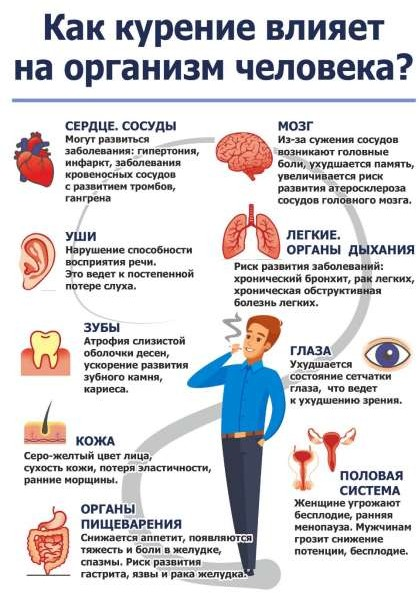 Как курение влияет
на организм человека?
СЕРДЦЕ. СОСУДЫ
Могут развиться
заболевания: гипертония,
инфаркт, заболевания
кровеносных сосудов
с развитием тромбов,
гангрена
МОЗГ
Из-за сужения сосудов
возникают головные
боли, ухудшается память,
увеличивается риск
развития атеросклероза
сосудов головного мозга.
УШИ
Нарушение способности
восприятия речи.
Это ведет к постепенной
потере слуха.
ЛЕГКИЕ.
ОРГАНЫ ДЫХАНИЯ
Риск развития заболеваний:
хронический бронхит, рак легких,
хроническая обструктивная
болезнь легких.
ЗУБЫ
Атрофия слизистой
оболочки десен,
ускорение развития
зубного камня,
кариеса.
ГЛАЗА
Ухудшается
состояние сетчатки
глаза, что ведет
к ухудшению зрения.
КОЖА
Серо-желтый цвет лица,
сухость кожи, потеря эластичности,
ранние морщины.
ПОЛОВАЯ
СИСТЕМА
Женщине угрожают
бесплодие, ранняя
менопауза. Мужчинам
грозит снижение
потенции, бесплодие.
ОРГАНЫ
ПИЩЕВАРЕНИЯ
Снижается аппетит, появляются
тяжесть и боли в желудке,
спазмы. Риск развития
гастрита, язвы и рака желудка.